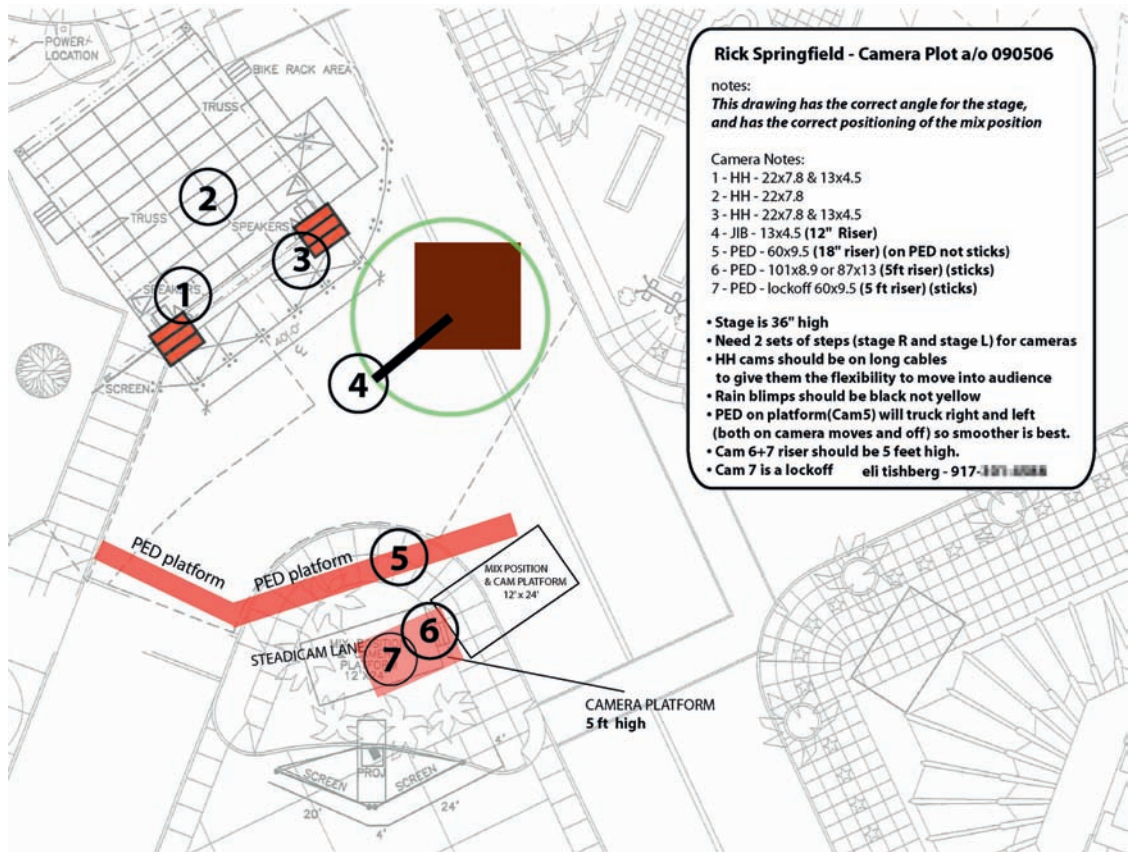 Rick Springfield - Camera Plot a/o 090506
notes:
This drawing has the correct angle for the stage,
and has the correct positioning of the mix position
Camera Notes:
1 - HH - 22x7.8 & 13x4.5
2 - HH - 22x7.8
3 - HH - 22x7.8 & 13x4.5
4 - JIB - 13x4.5 (12" Riser)
5 - PED - 60x9.5 (18" riser) (on PED not sticks)
6 - PED - 101x8.9 or 87x13 (5ft riser) (sticks)
7 - PED - lockoff 60x9.5 (5 ft riser) (sticks)
• Stage is 36" high
• Need 2 sets of steps (stage R and stage L) for cameras
• HH cams should be on long cables
to give them the flexibility to move into audience
• Rain blimps should be black not yellow
• PED on platform(Cam5) will truck right and left
(both on camera moves and off) so smoother is best.
• Cam 6+7 riser should be 5 feet high.
• Cam 7 is a lockoff eli tishberg - 917-
POWER
LOCATION
BIKE RACK AREA
TRUSS
2
TRUSS
SPEAKERS
3
SPEAKERS
1
40'-0"
SCREEN
4
PED platform
PED platform
5
MIX POSITION
& CAM PLATFORM
12' x 24'
6
STEADICAM LANE
7
MIX POSITION
PLATFORM
12'x24'
CAMERA PLATFORM
5 ft high
4'
SCREEN
PROJ
SCREEN
20'
24'
4'